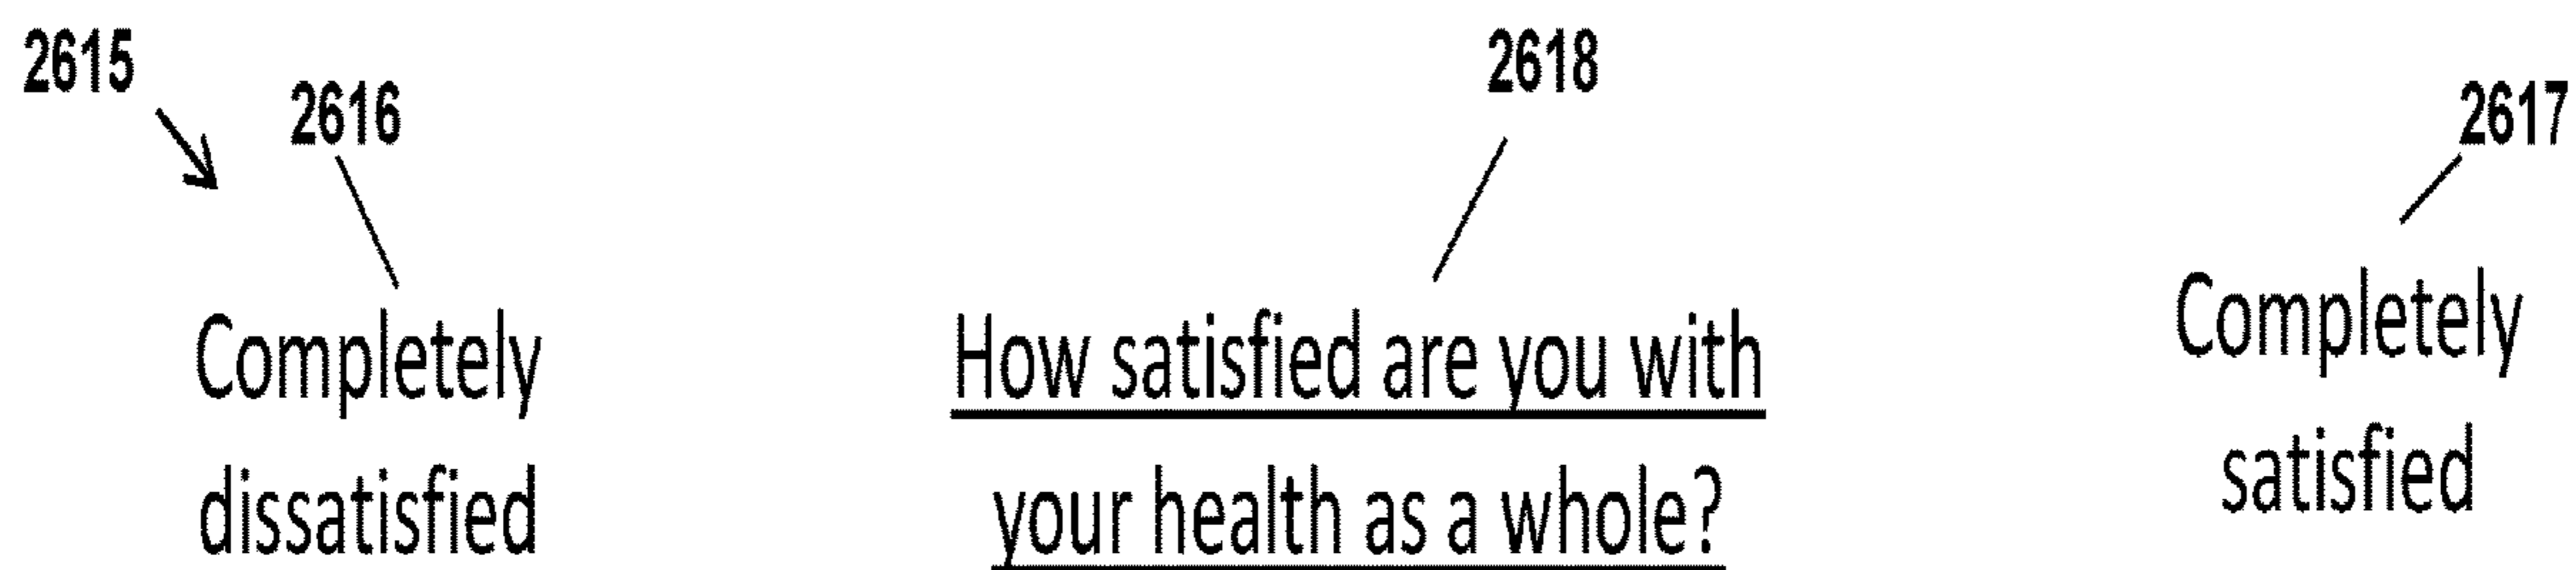 2615
2616
2618
2617
Completely
dissatisfied
How satisfied are you with
your health as a whole?
Completely
satisfied